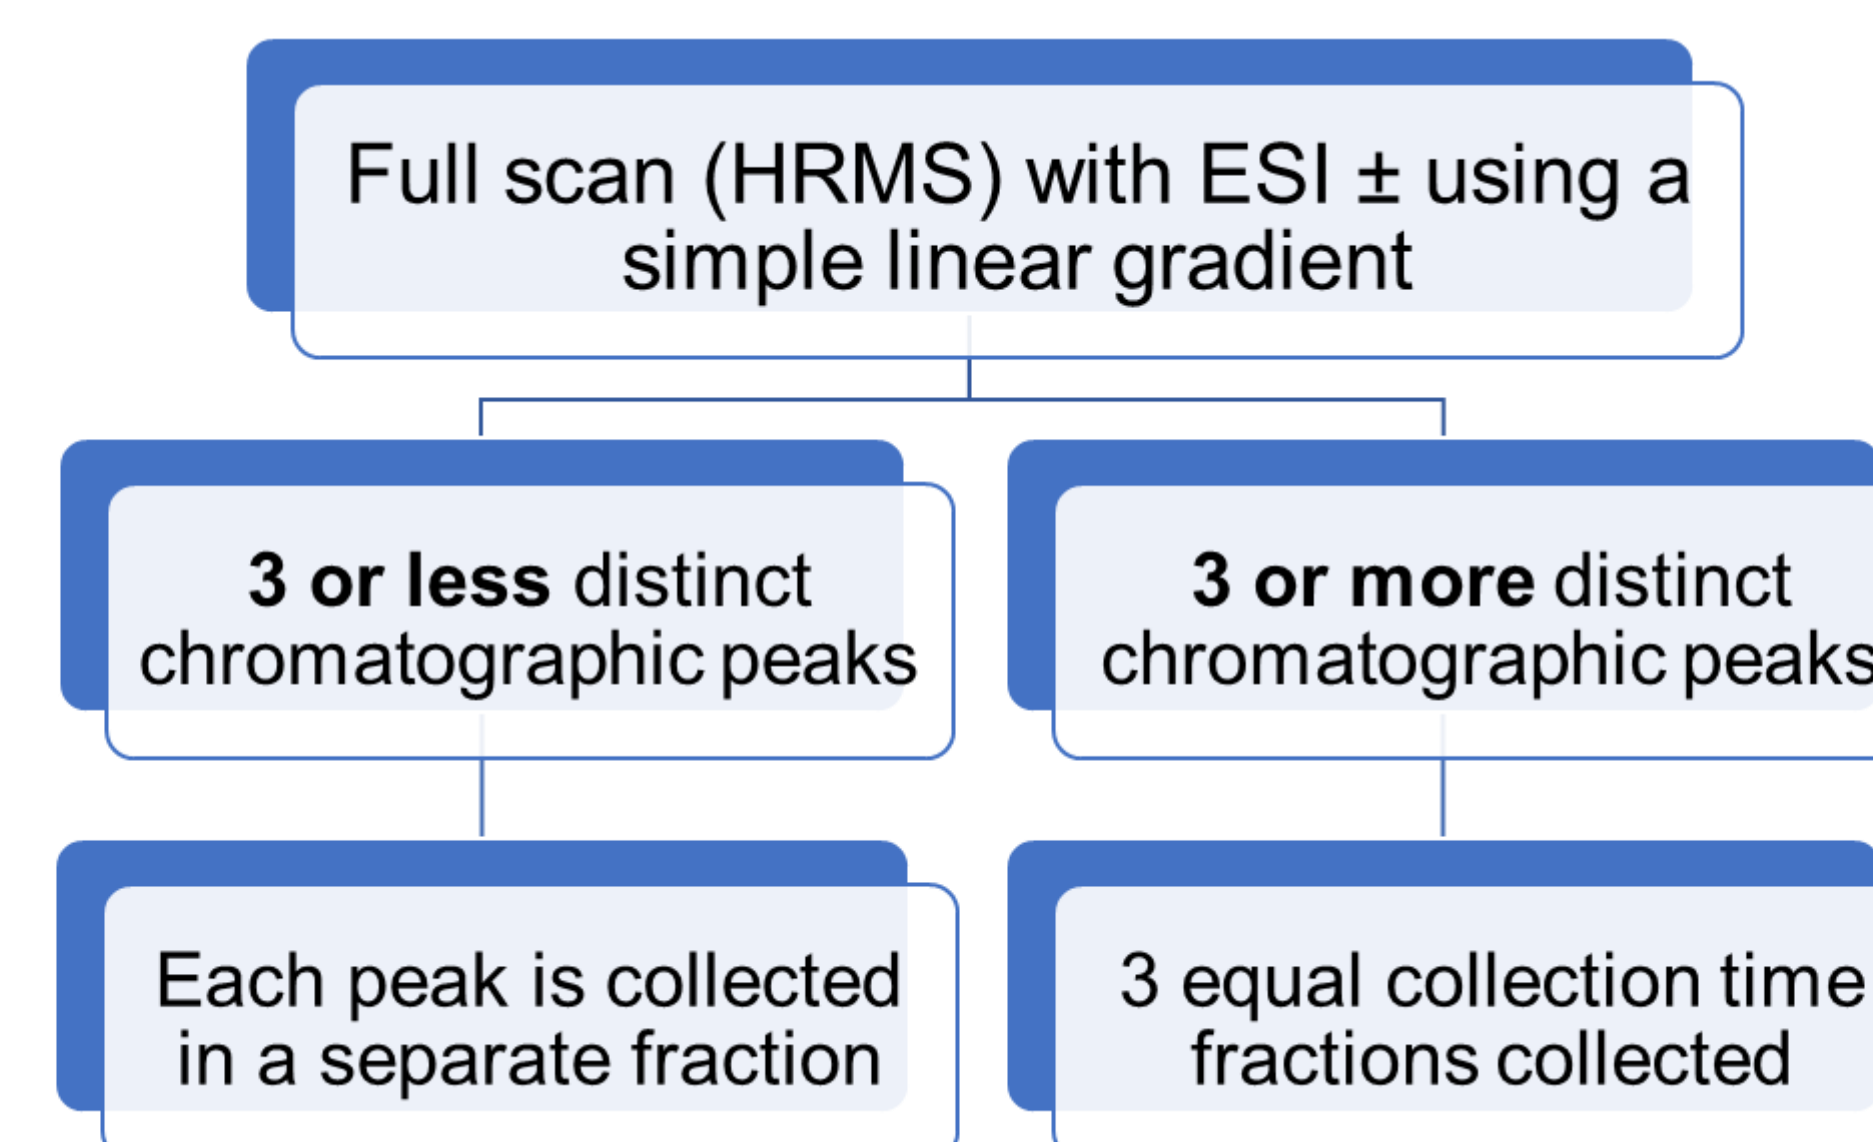 Full scan (HRMS) with ESI ± using a
simple linear gradient
3 or less distinct
chromatographic peaks
3 or more distinct
chromatographic peaks
Each peak is collected
in a separate fraction
3 equal collection time
fractions collected